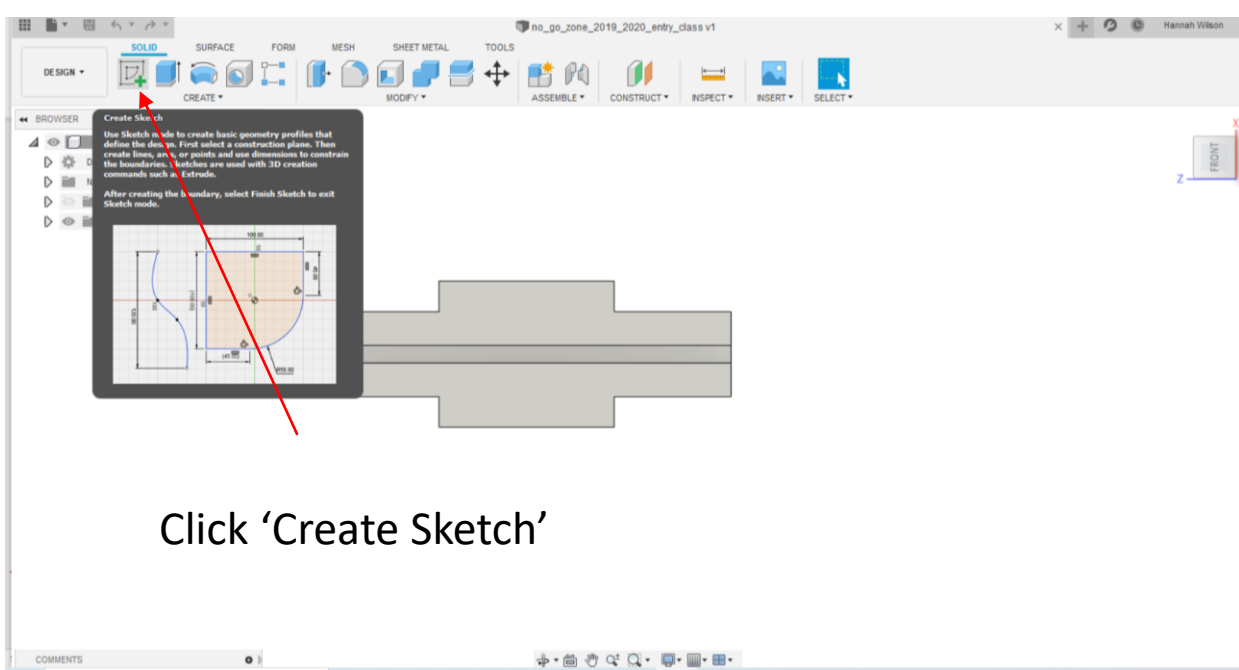 no_go_zone_2019_2020_entry_class v1
Hannah Wilson
SOLID SURFACE FORM MESH SHEET METAL TOOLS
DESIGN
CREATE MODIFY ASSEMBLE CONSTRUCT INSPECT INSERT SELECT
BROWSER
Create Sketch
Use Sketch mode to create basic geometry profiles that
define the design. First select a construction plane. Then
create lines, arcs, or points and use dimensions to constrain
the boundaries. Sketches are used with 3D creation
commands such as Extrude.
After creating the boundary, select Finish Sketch to exit
Sketch mode.
D
N
100.00
X
FRONT
Z
Click ‘Create Sketch’
COMMENTS